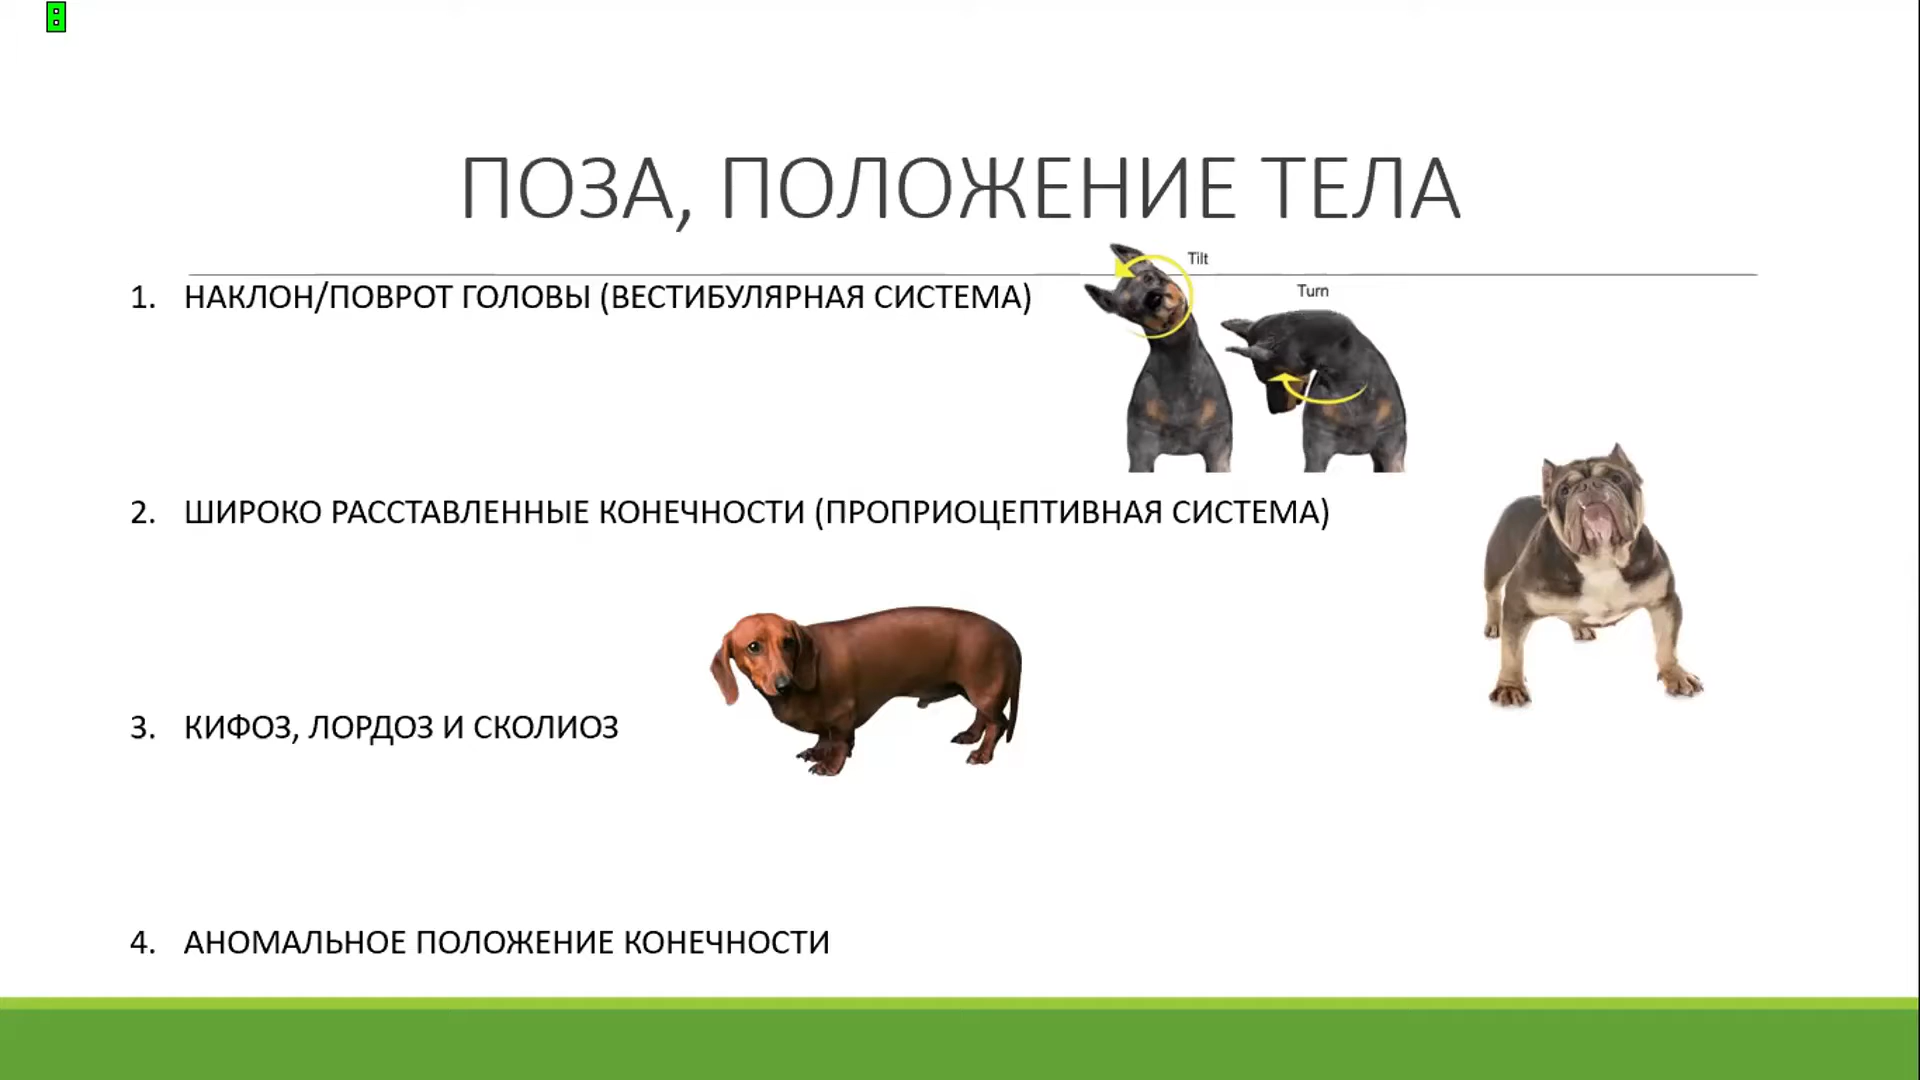 ПОЗА, ПОЛОЖЕНИЕ ТЕЛА
Tilt
1. НАКЛОН/ПОВРОТ ГОЛОВЫ (ВЕСТИБУЛЯРНАЯ СИСТЕМА)
Turn
2. ШИРОКО РАССТАВЛЕННЫЕ КОНЕЧНОСТИ (ПРОПРИОЦЕПТИВНАЯ СИСТЕМА)
3. КИФОЗ, ЛОРДОЗ И СКОЛИОЗ
4. АНОМАЛЬНОЕ ПОЛОЖЕНИЕ КОНЕЧНОСТИ